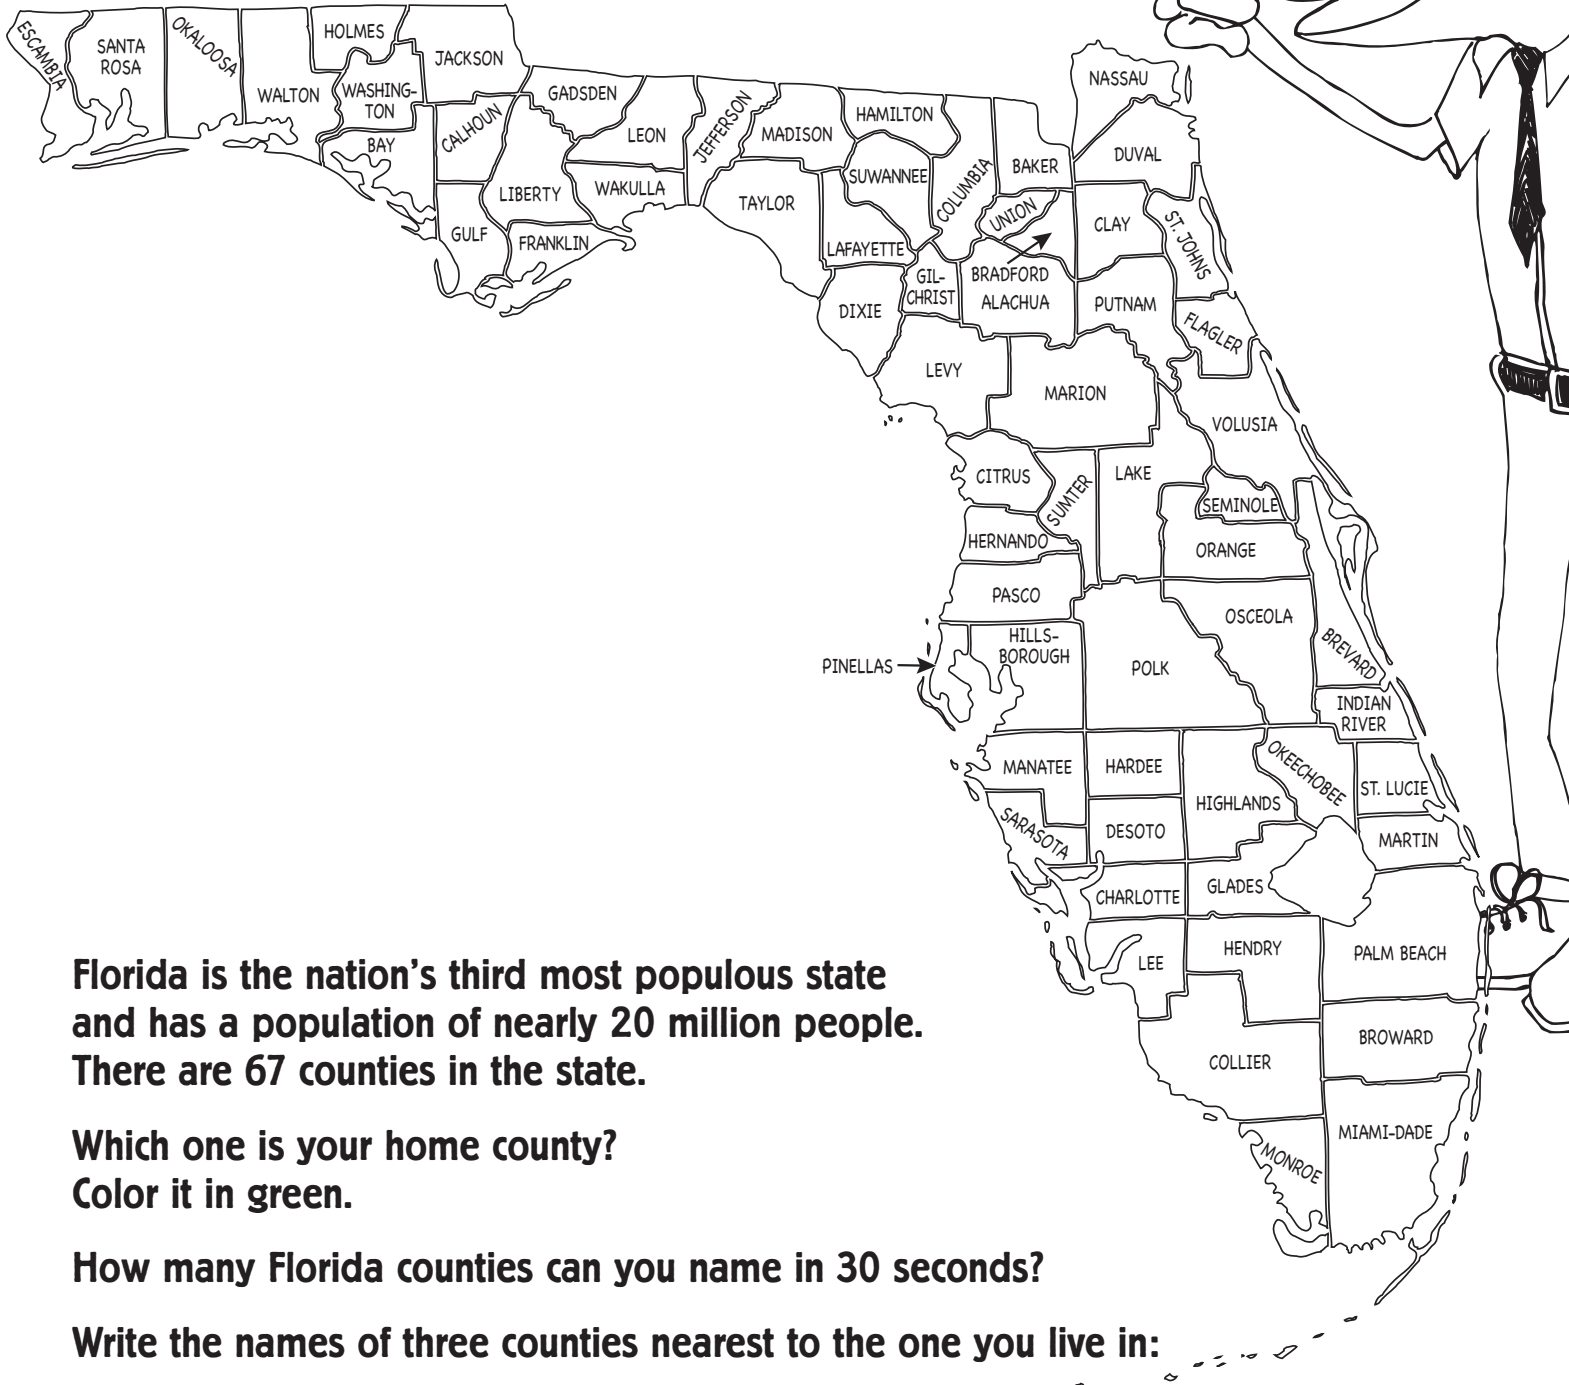 ESCAMBIA
SANTA
ROSA
OKALOOSA
WALTON
HOLMES
WASHING-
TON
BAY
JACKSON
CALHOUN
GULF
GADSDEN
LIBERTY
FRANKLIN
LEON
WAKULLA
JEFFERSON
MADISON
TAYLOR
HAMILTON
SUWANNEE
LAFAYETTE
DIXIE
COLUMBIA
GIL-
CHRIST
BAKER
UNION
BRADFORD
ALACHUA
NASSAU
DUVAL
CLAY
ST. JOHNS
PUTNAM
FLAGLER
LEVY
MARION
VOLUSIA
CITRUS
SUMTER
LAKE
SEMINOLE
HERNANDO
ORANGE
PASCO
OSCEOLA
BREVARD
PINELLAS
HILLS-
BOROUGH
POLK
INDIAN
RIVER
MANATEE
HARDEE
HIGHLANDS
OKEECHOBEE
ST. LUCIE
SARASOTA
DESOTO
MARTIN
CHARLOTTE
GLADES
LEE
HENDRY
PALM BEACH
COLLIER
BROWARD
MONROE
MIAMI-DADE
Florida is the nation’s third most populous state
and has a population of nearly 20 million people.
There are 67 counties in the state.
Which one is your home county?
Color it in green.
How many Florida counties can you name in 30 seconds?
Write the names of three counties nearest to the one you live in: